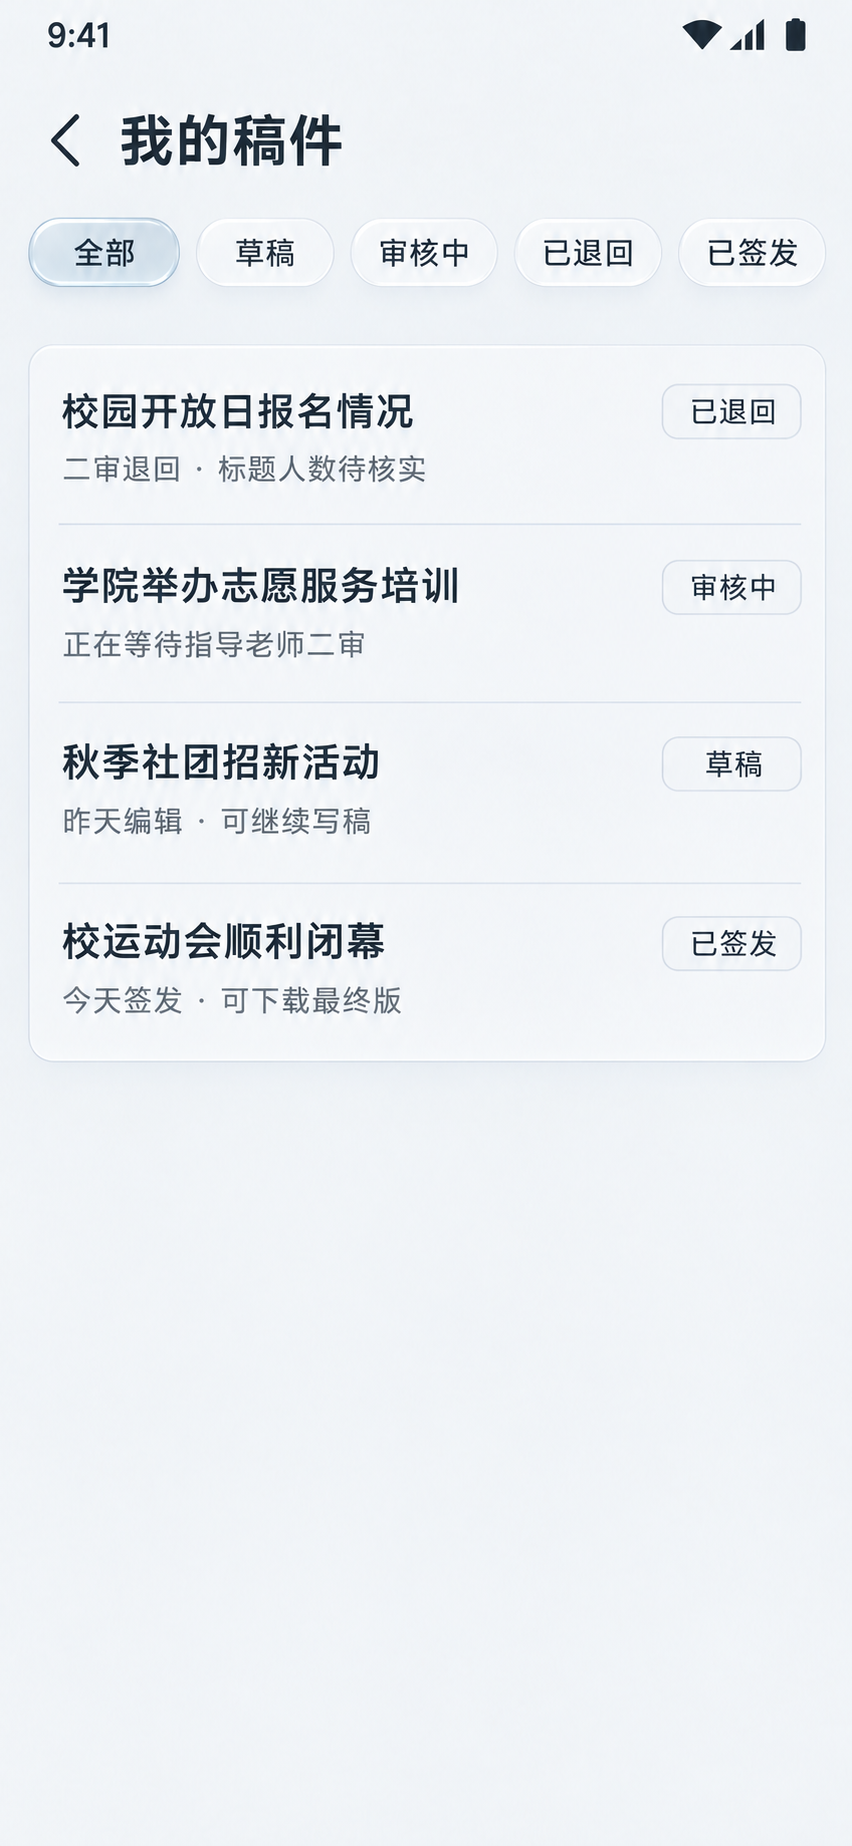 9:41
我的稿件
全部 草稿 审核中 已退回 已签发
校园开放日报名情况 已退回
二审退回 · 标题人数待核实
学院举办志愿服务培训 审核中
正在等待指导老师二审
秋季社团招新活动 草稿
昨天编辑 · 可继续写稿
校运动会顺利闭幕 已签发
今天签发 · 可下载最终版